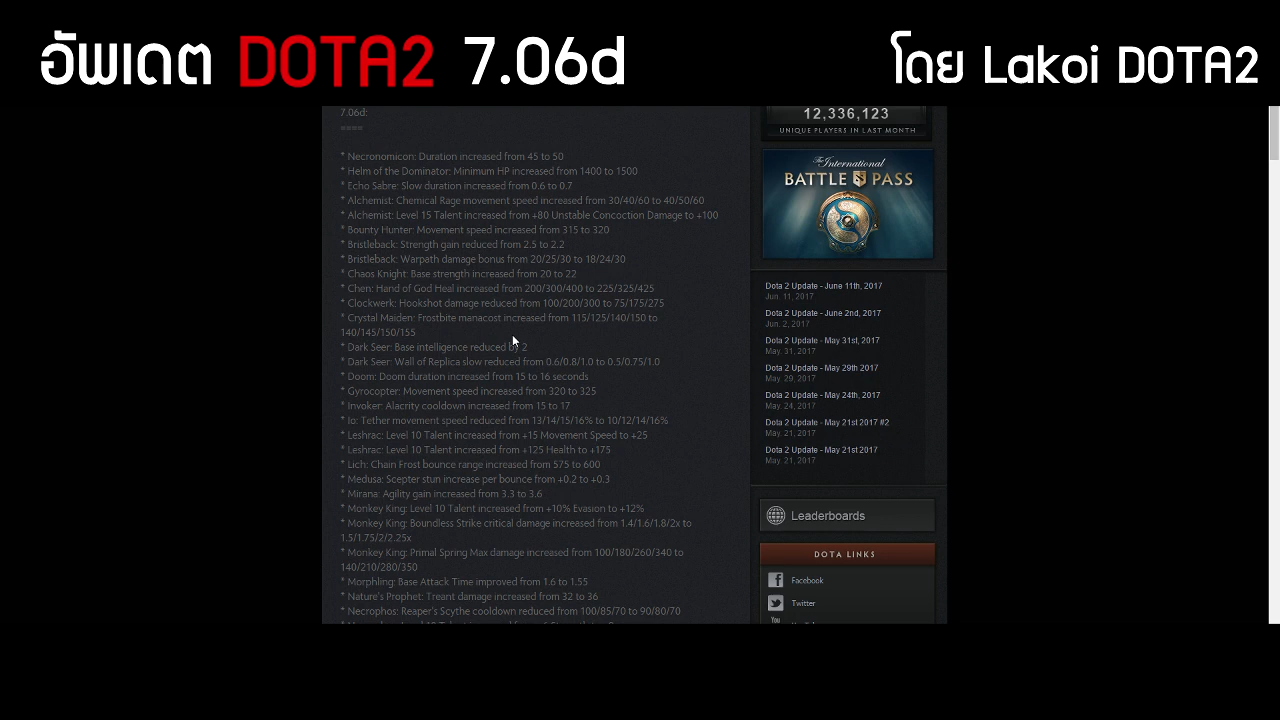 อัพเดต DOTA2 7.06d
โดย Lakoi DOTA2
7.06d:
====
* Necronomicon: Duration increased from 45 to 50
* Helm of the Dominator: Minimum HP increased from 1400 to 1500
* Echo Sabre: Slow duration increased from 0.6 to 0.7
* Alchemist: Chemical Rage movement speed increased from 30/40/60 to 40/50/60
* Alchemist: Level 15 Talent increased from +80 Unstable Concoction Damage to +100
* Bounty Hunter: Movement speed increased from 315 to 320
* Bristleback: Strength gain reduced from 2.5 to 2.2
* Bristleback: Warpath damage bonus from 20/25/30 to 18/24/30
* Chaos Knight: Base strength increased from 20 to 22
* Chen: Hand of God Heal increased from 200/300/400 to 225/325/425
* Clockwerk: Hookshot damage reduced from 100/200/300 to 75/175/275
* Crystal Maiden: Frostbite manacost increased from 115/125/140/150 to
140/145/150/155
* Dark Seer: Base intelligence reduced by 2
* Dark Seer: Wall of Replica slow reduced from 0.6/0.8/1.0 to 0.5/0.75/1.0
* Doom: Doom duration increased from 15 to 16 seconds
* Gyrocopter: Movement speed increased from 320 to 325
* Invoker: Alacrity cooldown increased from 15 to 17
* Io: Tether movement speed reduced from 13/14/15/16% to 10/12/14/16%
* Leshrac: Level 10 Talent increased from +15 Movement Speed to +25
* Leshrac: Level 10 Talent increased from +125 Health to +175
* Lich: Chain Frost bounce range increased from 575 to 600
* Medusa: Scepter stun increase per bounce from +0.2 to +0.3
* Mirana: Agility gain increased from 3.3 to 3.6
* Monkey King: Level 10 Talent increased from +10% Evasion to +12%
* Monkey King: Boundless Strike critical damage increased from 1.4/1.6/1.8/2x to
1.5/1.75/2/2.25x
* Monkey King: Primal Spring Max damage increased from 100/180/260/340 to
140/210/280/350
* Morphling: Base Attack Time improved from 1.6 to 1.55
* Nature's Prophet: Treant damage increased from 32 to 36
* Necrophos: Reaper's Scythe cooldown reduced from 100/85/70 to 90/80/70
12,336,123
UNIQUE PLAYERS IN LAST MONTH
The International
BATTLE PASS
Dota 2 Update - June 11th, 2017
Jun. 11, 2017
Dota 2 Update - June 2nd, 2017
Jun. 2, 2017
Dota 2 Update - May 31st, 2017
May. 31, 2017
Dota 2 Update - May 29th 2017
May. 29, 2017
Dota 2 Update - May 24th, 2017
May. 24, 2017
Dota 2 Update - May 21st 2017 #2
May. 21, 2017
Dota 2 Update - May 21st 2017
May. 21, 2017
Leaderboards
DOTA LINKS
Facebook
Twitter
You